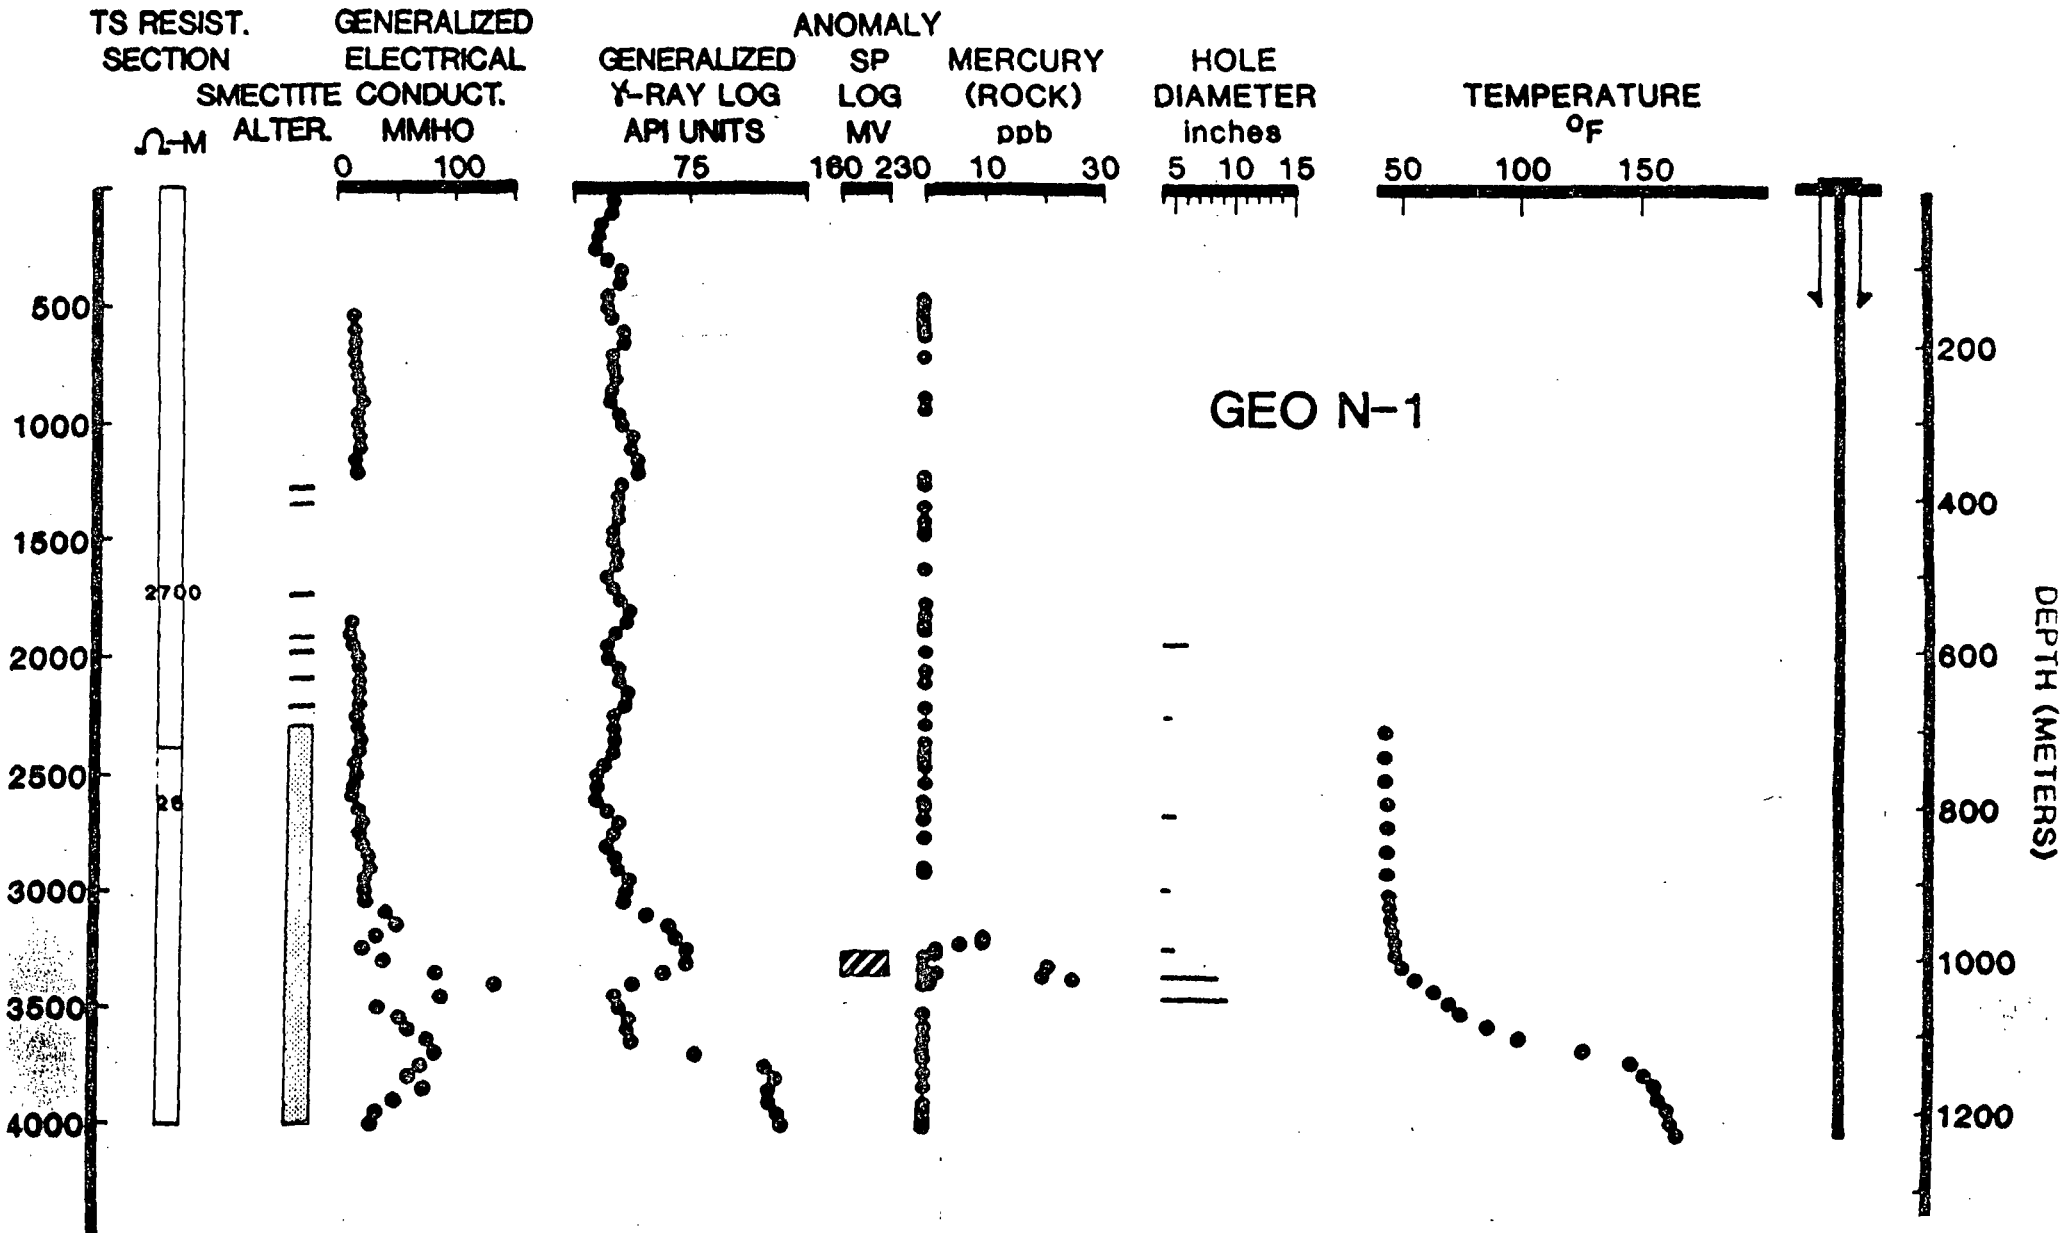 TS RESIST.
SECTION
Ω-M
SMECTITE
ALTER.
GENERALIZED
ELECTRICAL
CONDUCT.
MMHO
0 100
GENERALIZED
γ-RAY LOG
API UNITS
75
ANOMALY
SP
LOG
MV
160 230
MERCURY
(ROCK)
ppb
0 10 30
HOLE
DIAMETER
inches
5 10 15
TEMPERATURE
°F
50 100 150
GEO N-1
500
1000
1500
2000
2500
3000
3500
4000
2700
26
200
400
600
800
1000
1200
DEPTH (METERS)